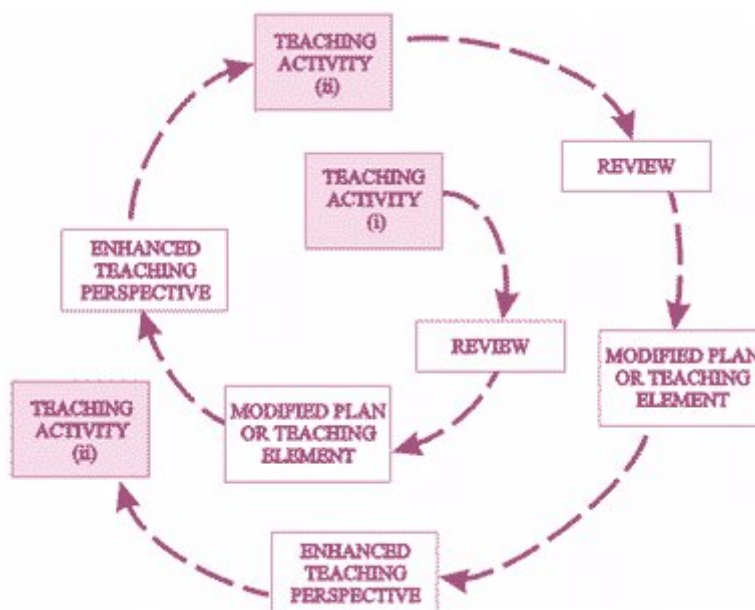 TEACHING
ACTIVITY
(ii)
REVIEW
TEACHING
ACTIVITY
(i)
ENHANCED
TEACHING
PERSPECTIVE
REVIEW
MODIFIED PLAN
OR TEACHING
ELEMENT
TEACHING
ACTIVITY
(ii)
MODIFIED PLAN
OR TEACHING
ELEMENT
ENHANCED
TEACHING
PERSPECTIVE